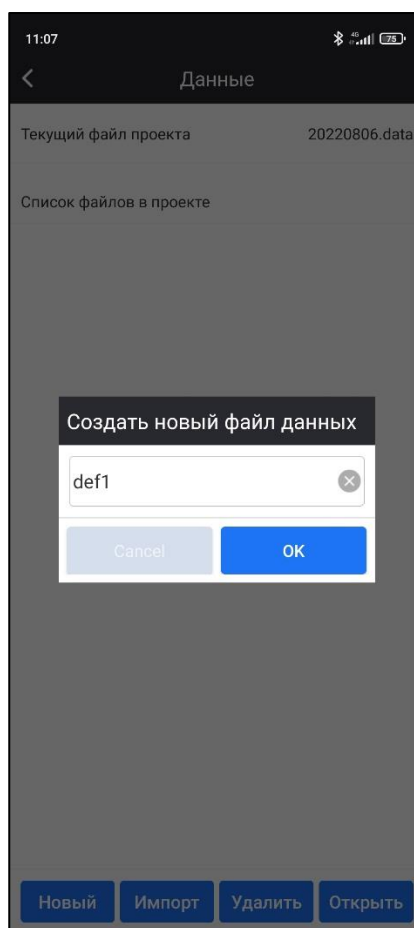 11:07
4G
75
Данные
Текущий файл проекта 20220806.data
Список файлов в проекте
Создать новый файл данных
def1
Cancel OK
Новый Импорт Удалить Открыть